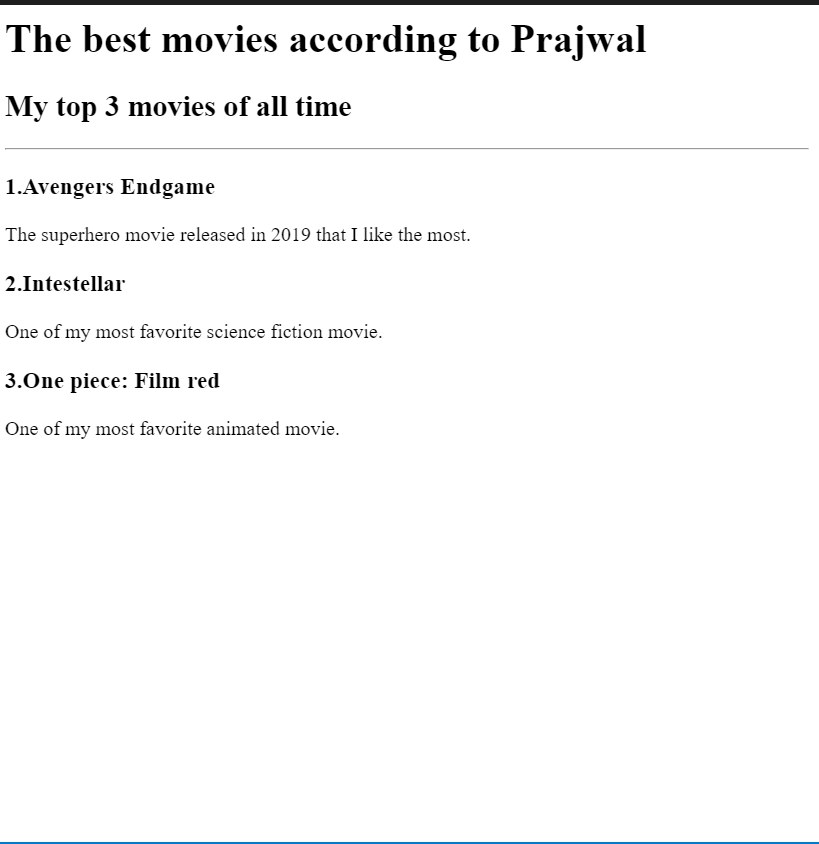 The best movies according to Prajwal
My top 3 movies of all time
1.Avengers Endgame
The superhero movie released in 2019 that I like the most.
2.Intestellar
One of my most favorite science fiction movie.
3.One piece: Film red
One of my most favorite animated movie.